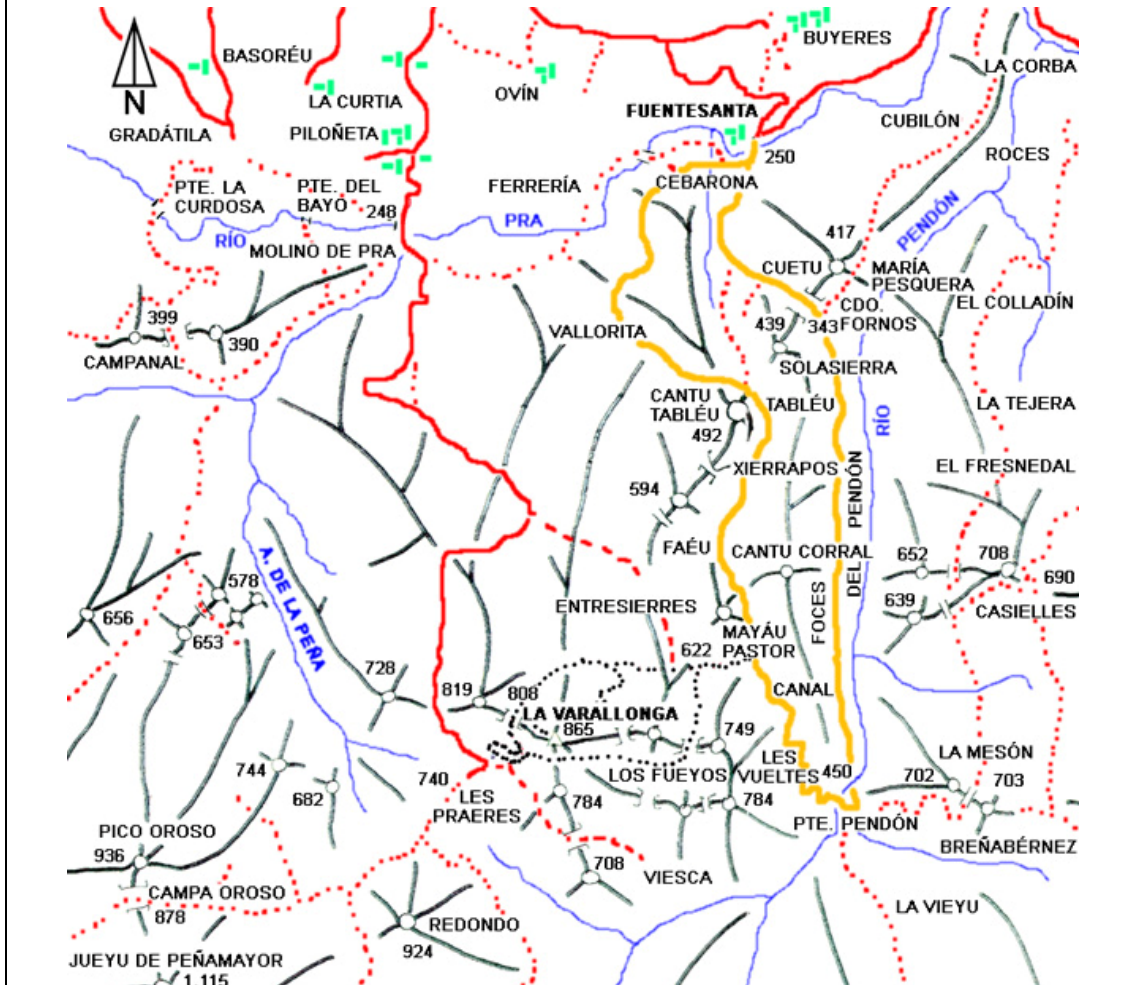 BUYERES
BASORÉU
LA CORBA
N
OVÍN
LA CURTIA
FUENTESANTA
CUBILÓN
GRADÁTILA
PILOÑETA
250
ROCES
PTE. LA
CURDOSA
PTE. DEL
BAYO
FERRERÍA
CEBARONA
248
PRA
RÍO
PENDÓN
MOLINO DE PRA
417
CUETU
MARÍA
PESQUERA
EL COLLADÍN
CDO.
FORNOS
399
390
CAMPANAL
VALLORITA
439
343
SOLASIERRA
CANTU
TABLÉU
492
TABLÉU
LA TEJERA
RÍO
XIERRAPOS
EL FRESNEDAL
594
PENDÓN
FAÉU
CANTU CORRAL
652
708
690
578
A. DE LA PEÑA
DEL
656
653
ENTRESIERRES
639
CASIELLES
FOCES
MAYÁU
PASTOR
622
728
819
808
CANAL
LA VARALLONGA
865
749
LA MESÓN
744
740
LOS FUEYOS
LES
VUELTES
450
702
703
682
LES
PRAERES
784
784
PTE. PENDÓN
PICO OROSO
936
BREÑABÉRNEZ
708
VIESCA
CAMPA OROSO
878
LA VIEYU
REDONDO
924
JUEYU DE PEÑAMAYOR
1.115